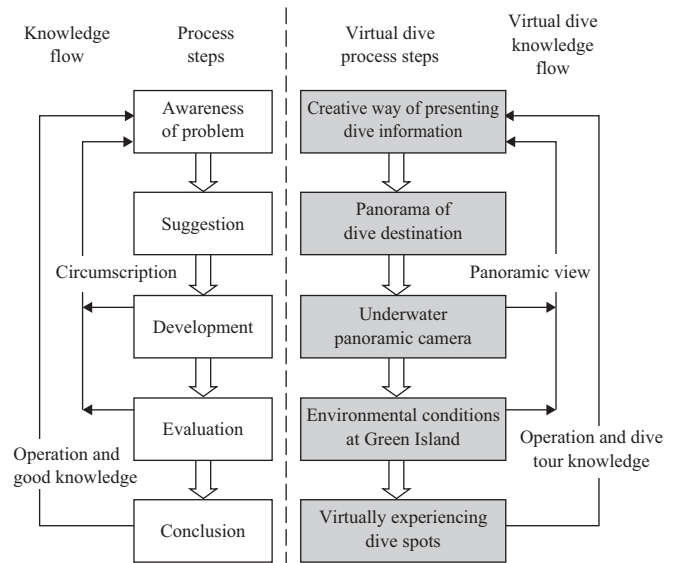 Knowledge
flow
Process
steps
Virtual dive
process steps
Virtual dive
knowledge
flow
Awareness
of problem
Creative way of presenting
dive information
Suggestion
Panorama of
dive destination
Circumscription
Panoramic view
Development
Underwater
panoramic camera
Evaluation
Environmental conditions
at Green Island
Operation and
good knowledge
Operation and dive
tour knowledge
Conclusion
Virtually experiencing
dive spots